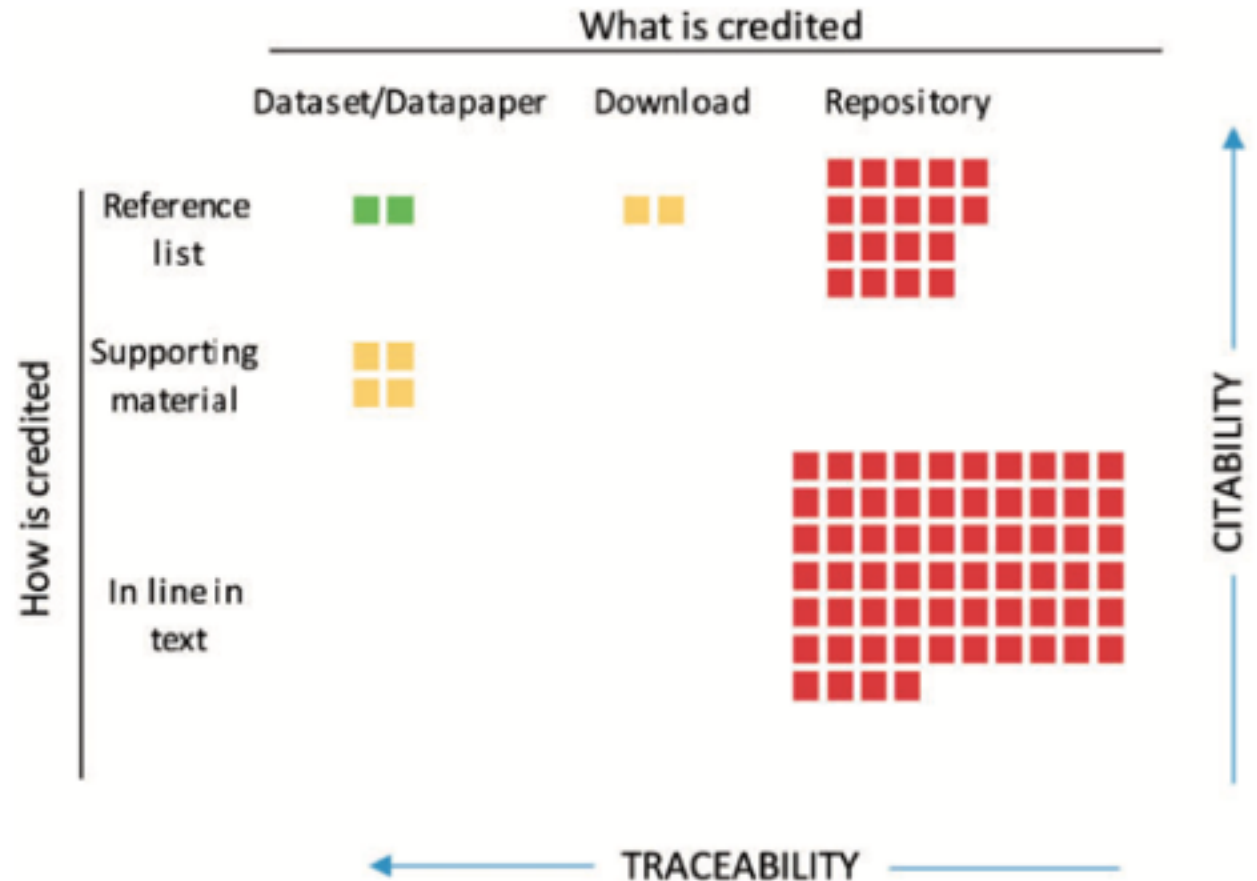 What is credited
Dataset/Datapaper Download Repository
Reference
list
Supporting
material
In line in
text
How is credited
CITABILITY
TRACEABILITY